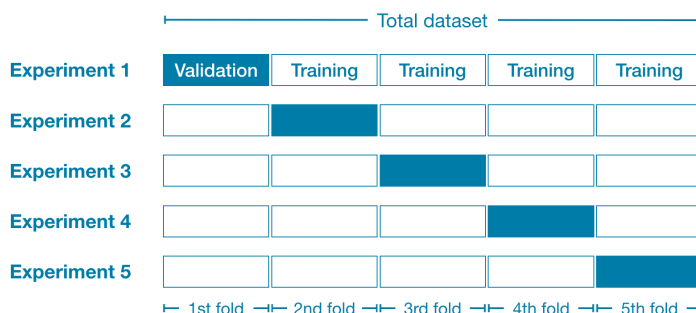 Total dataset
Experiment 1 Validation Training Training Training Training
Experiment 2
Experiment 3
Experiment 4
Experiment 5
1st fold 2nd fold 3rd fold 4th fold 5th fold